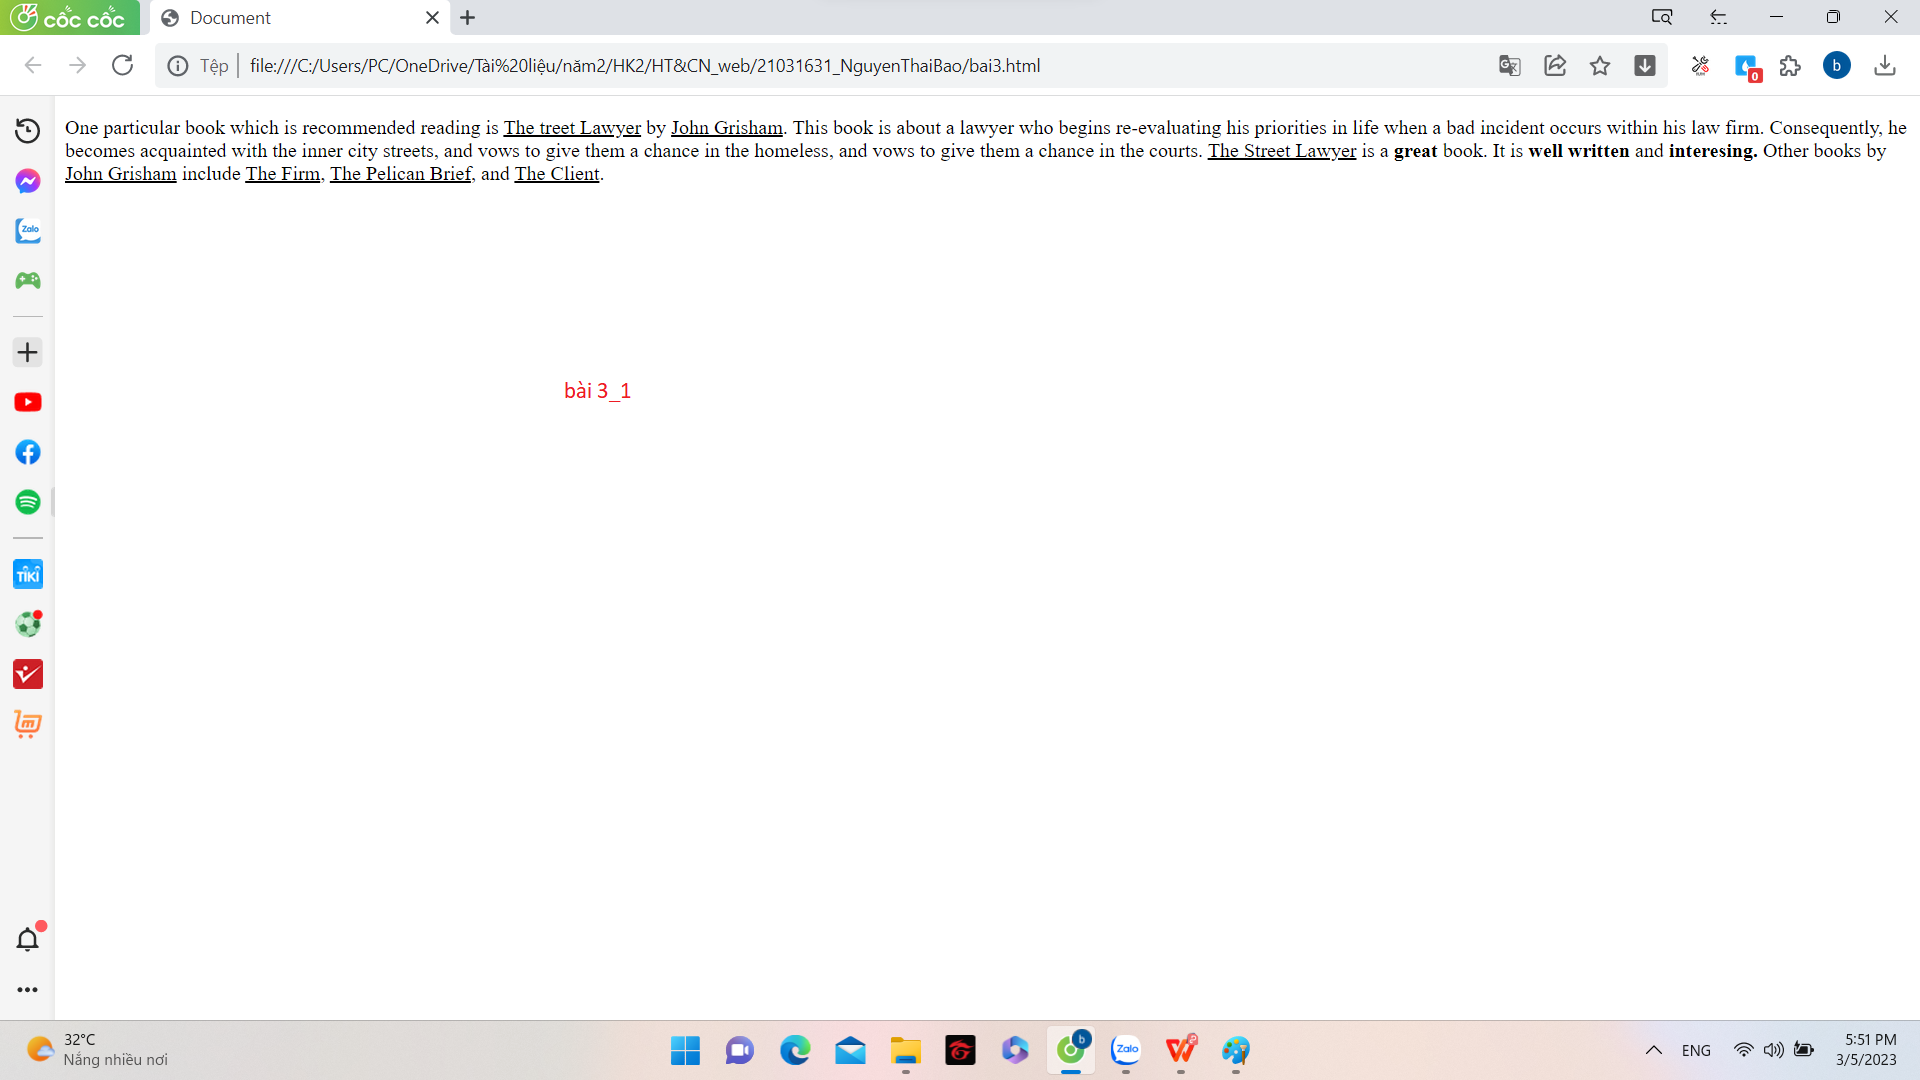 cốc cốc
Document
Tệp
file:///C:/Users/PC/OneDrive/Tài%20liệu/năm2/HK2/HT&CN_web/21031631_NguyenThaiBao/bai3.html
0
b
One particular book which is recommended reading is The treet Lawyer by John Grisham. This book is about a lawyer who begins re-evaluating his priorities in life when a bad incident occurs within his law firm. Consequently, he
becomes acquainted with the inner city streets, and vows to give them a chance in the homeless, and vows to give them a chance in the courts. The Street Lawyer is a great book. It is well written and interesing. Other books by
John Grisham include The Firm, The Pelican Brief, and The Client.
Zalo
bài 3_1
TIKI
32°C
Nắng nhiều nơi
b
Zalo
ENG
5:51 PM
3/5/2023